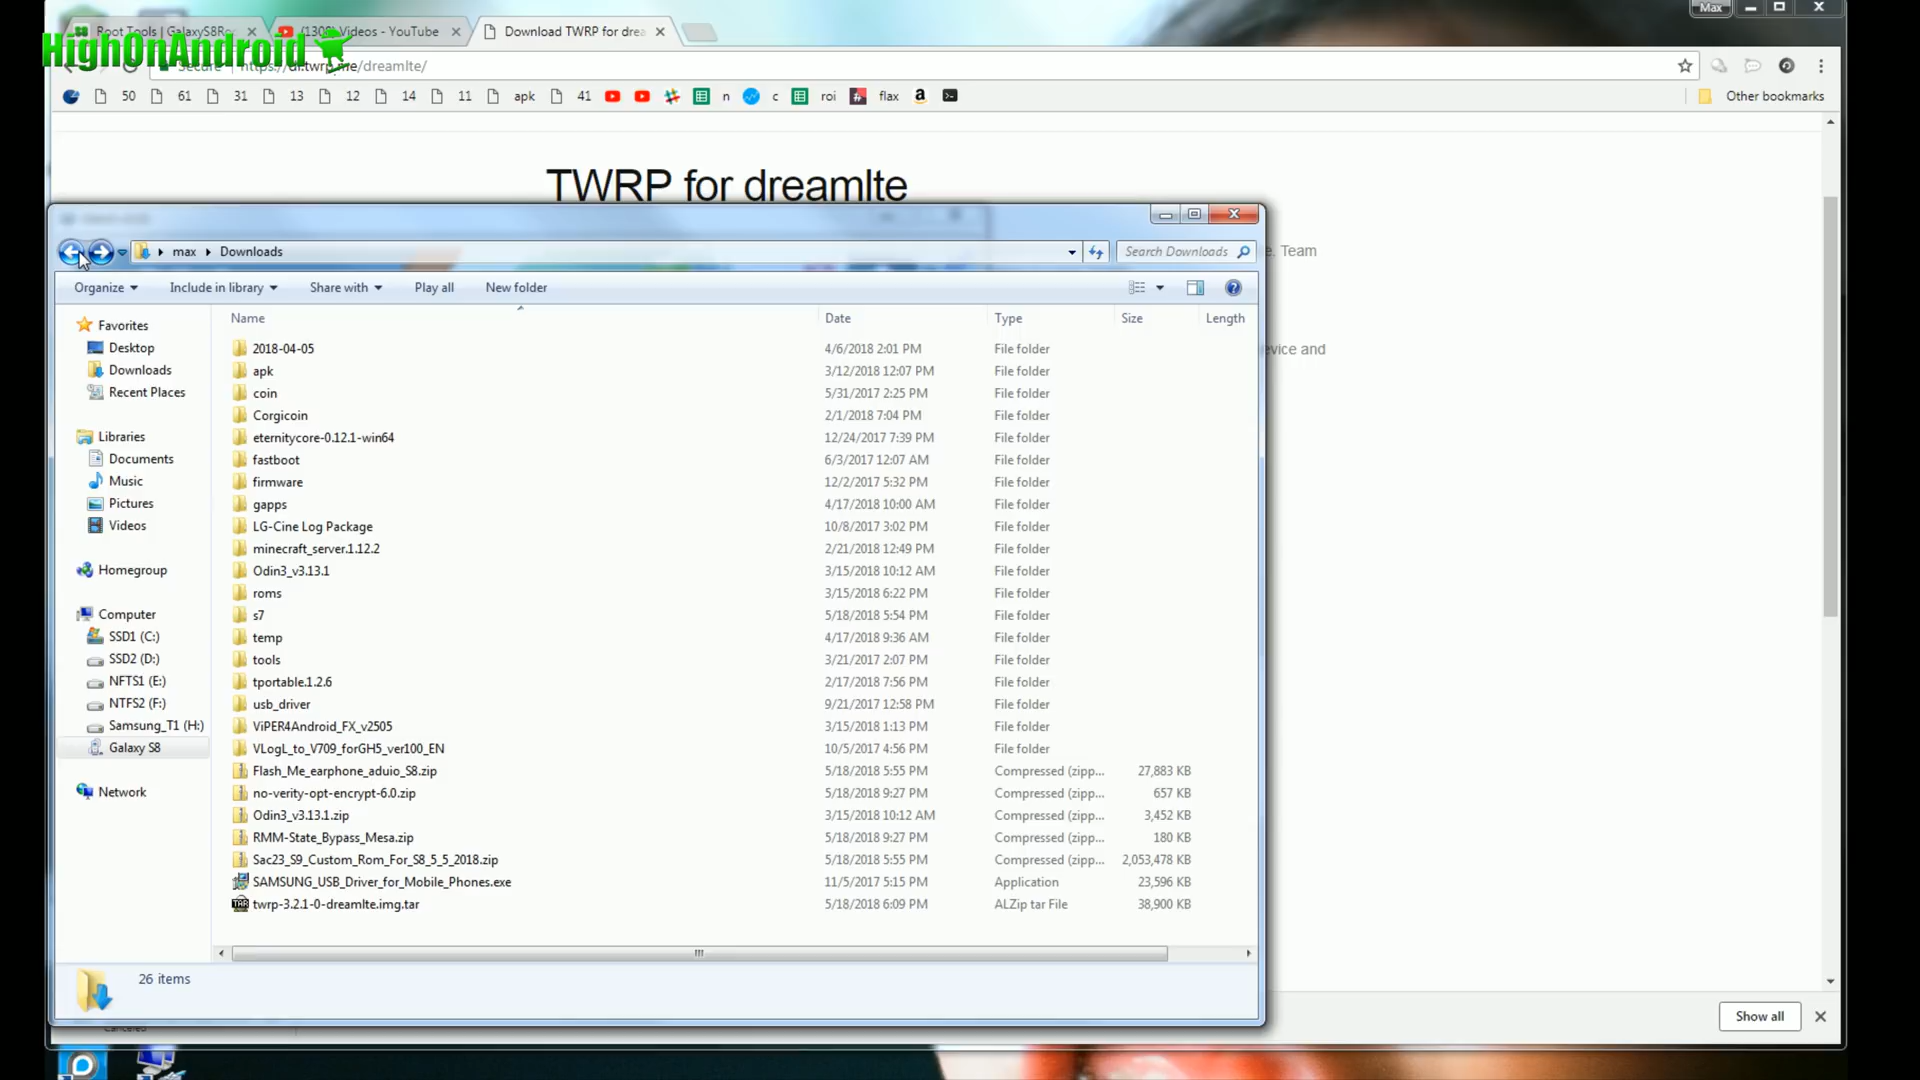 Max
Root Tools | GalaxyS8Ro
(130 Videos - YouTube
Download TWRP for drea
HighOnAndroid
Secure https://dl.twrp.me/dreamlte/
50 61 31 13 12 14 11 apk 41 n c roi flax Other bookmarks
TWRP for dreamlte
max Downloads Search Downloads
e. Team
Organize Include in library Share with Play all New folder
Name Date Type Size Length
evice and
Favorites
Desktop
Downloads
Recent Places
Libraries
Documents
Music
Pictures
Videos
Homegroup
Computer
SSD1 (C:)
SSD2 (D:)
NFTS1 (E:)
NTFS2 (F:)
Samsung_T1 (H:)
Galaxy S8
Network
2018-04-05 4/6/2018 2:01 PM File folder
apk 3/12/2018 12:07 PM File folder
coin 5/31/2017 2:25 PM File folder
Corgicoin 2/1/2018 7:04 PM File folder
eternitycore-0.12.1-win64 12/24/2017 7:39 PM File folder
fastboot 6/3/2017 12:07 AM File folder
firmware 12/2/2017 5:32 PM File folder
gapps 4/17/2018 10:00 AM File folder
LG-Cine Log Package 10/8/2017 3:02 PM File folder
minecraft_server.1.12.2 2/21/2018 12:49 PM File folder
Odin3_v3.13.1 3/15/2018 10:12 AM File folder
roms 3/15/2018 6:22 PM File folder
s7 5/18/2018 5:54 PM File folder
temp 4/17/2018 9:36 AM File folder
tools 3/21/2017 2:07 PM File folder
tportable.1.2.6 2/17/2018 7:56 PM File folder
usb_driver 9/21/2017 12:58 PM File folder
ViPER4Android_FX_v2505 3/15/2018 1:13 PM File folder
VLogL_to_V709_forGH5_ver100_EN 10/5/2017 4:56 PM File folder
Flash_Me_earphone_aduio_S8.zip 5/18/2018 5:55 PM Compressed (zipp... 27,883 KB
no-verity-opt-encrypt-6.0.zip 5/18/2018 9:27 PM Compressed (zipp... 657 KB
Odin3_v3.13.1.zip 3/15/2018 10:12 AM Compressed (zipp... 3,452 KB
RMM-State_Bypass_Mesa.zip 5/18/2018 9:27 PM Compressed (zipp... 180 KB
Sac23_S9_Custom_Rom_For_S8_5_5_2018.zip 5/18/2018 5:55 PM Compressed (zipp... 2,053,478 KB
SAMSUNG_USB_Driver_for_Mobile_Phones.exe 11/5/2017 5:15 PM Application 23,596 KB
twrp-3.2.1-0-dreamlte.img.tar 5/18/2018 6:09 PM ALZip tar File 38,900 KB
26 items
Show all